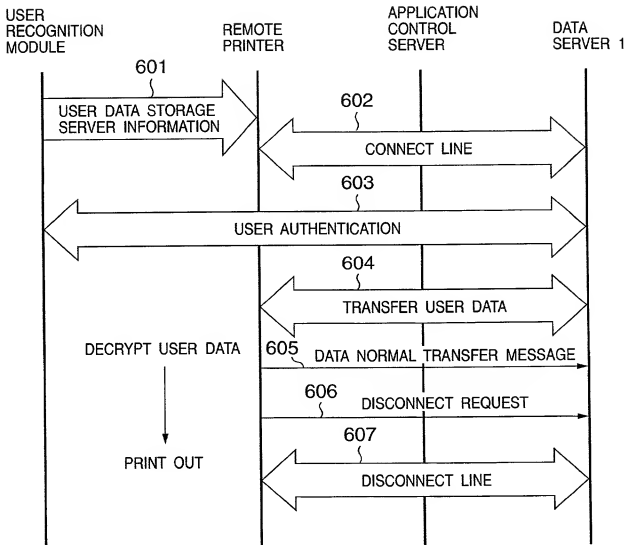 USER
RECOGNITION
MODULE
REMOTE
PRINTER
APPLICATION
CONTROL
SERVER
DATA
SERVER 1
601
USER DATA STORAGE
SERVER INFORMATION
602
CONNECT LINE
603
USER AUTHENTICATION
604
TRANSFER USER DATA
DECRYPT USER DATA
605
DATA NORMAL TRANSFER MESSAGE
606
DISCONNECT REQUEST
PRINT OUT
607
DISCONNECT LINE